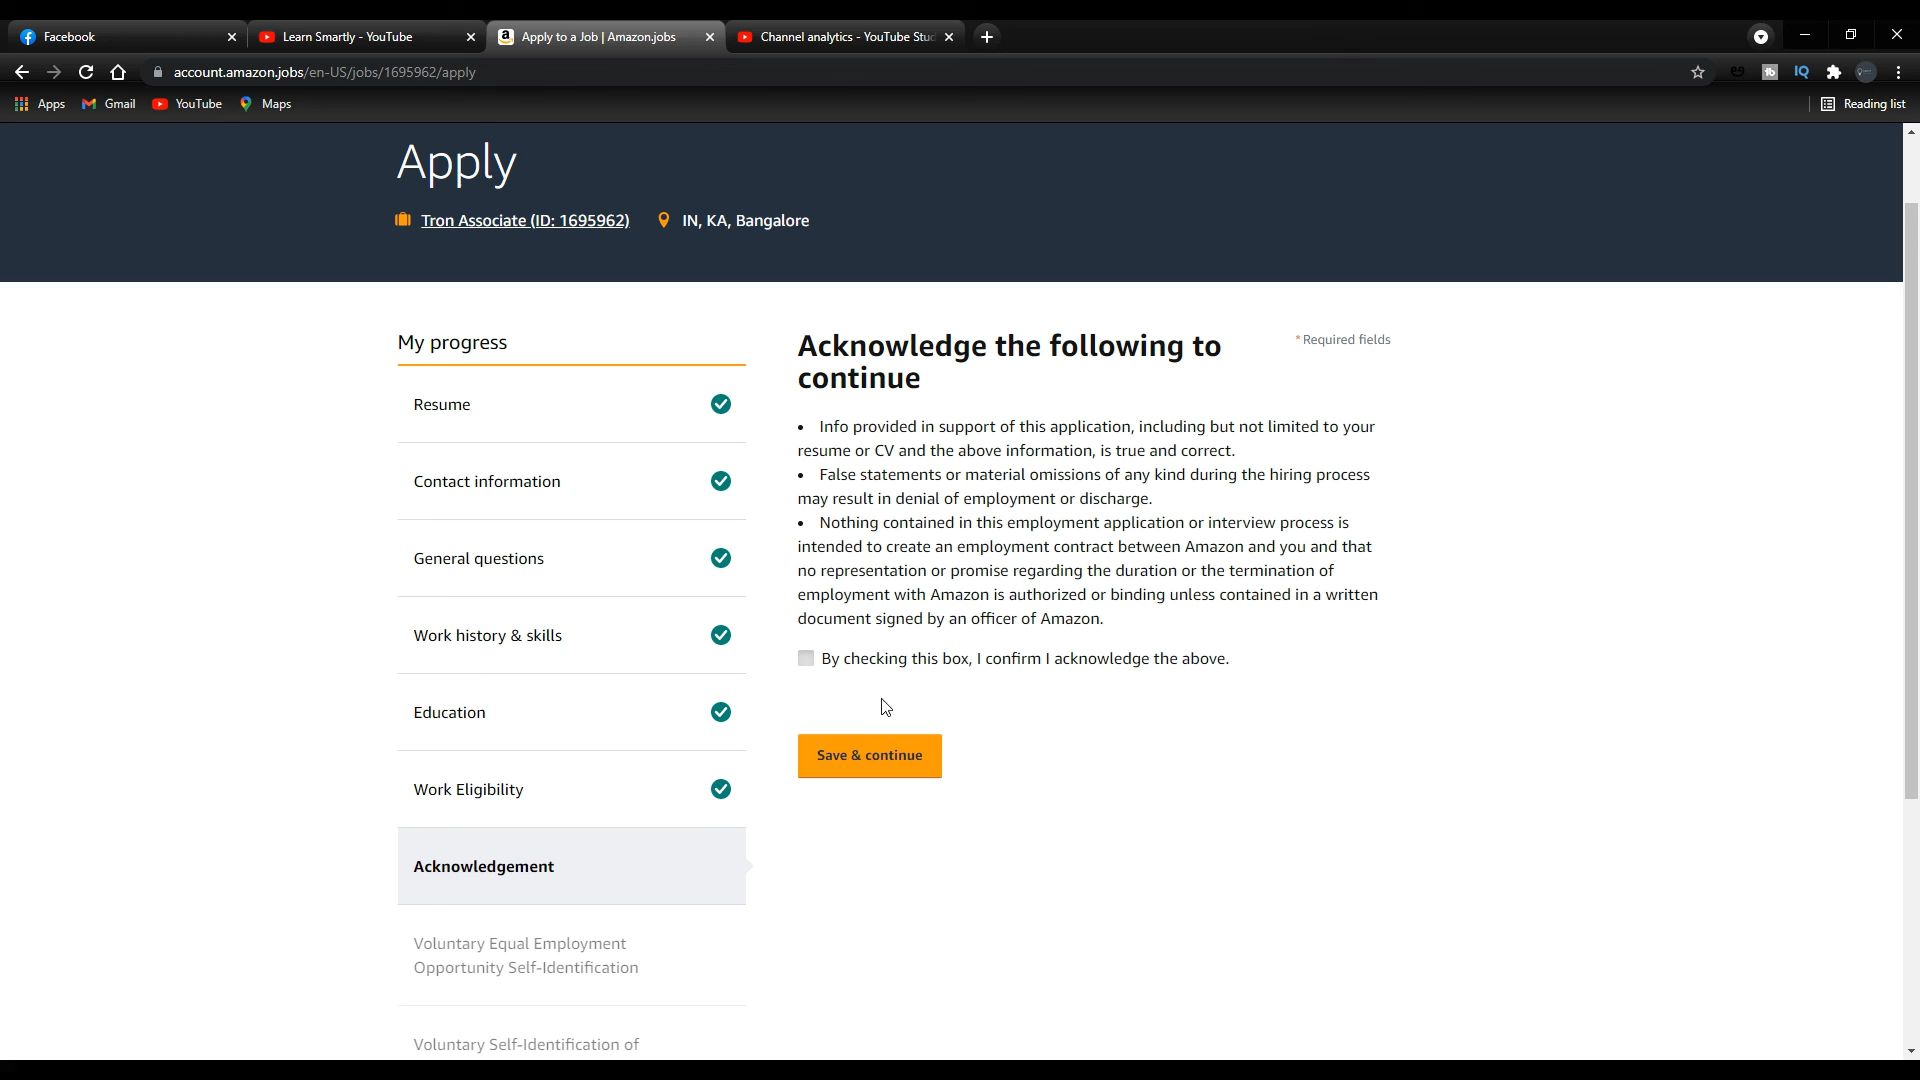 Facebook
Learn Smartly - YouTube
Apply to a Job | Amazon.jobs
Channel analytics - YouTube Stud
account.amazon.jobs/en-US/jobs/1695962/apply
Apps
Gmail
YouTube
Maps
Reading list
Apply
Tron Associate (ID: 1695962)
IN, KA, Bangalore
My progress
Resume
Contact information
General questions
Work history & skills
Education
Work Eligibility
Acknowledgement
Voluntary Equal Employment
Opportunity Self-Identification
Voluntary Self-Identification of
Acknowledge the following to
continue
* Required fields
• Info provided in support of this application, including but not limited to your
resume or CV and the above information, is true and correct.
• False statements or material omissions of any kind during the hiring process
may result in denial of employment or discharge.
• Nothing contained in this employment application or interview process is
intended to create an employment contract between Amazon and you and that
no representation or promise regarding the duration or the termination of
employment with Amazon is authorized or binding unless contained in a written
document signed by an officer of Amazon.
By checking this box, I confirm I acknowledge the above.
Save & continue